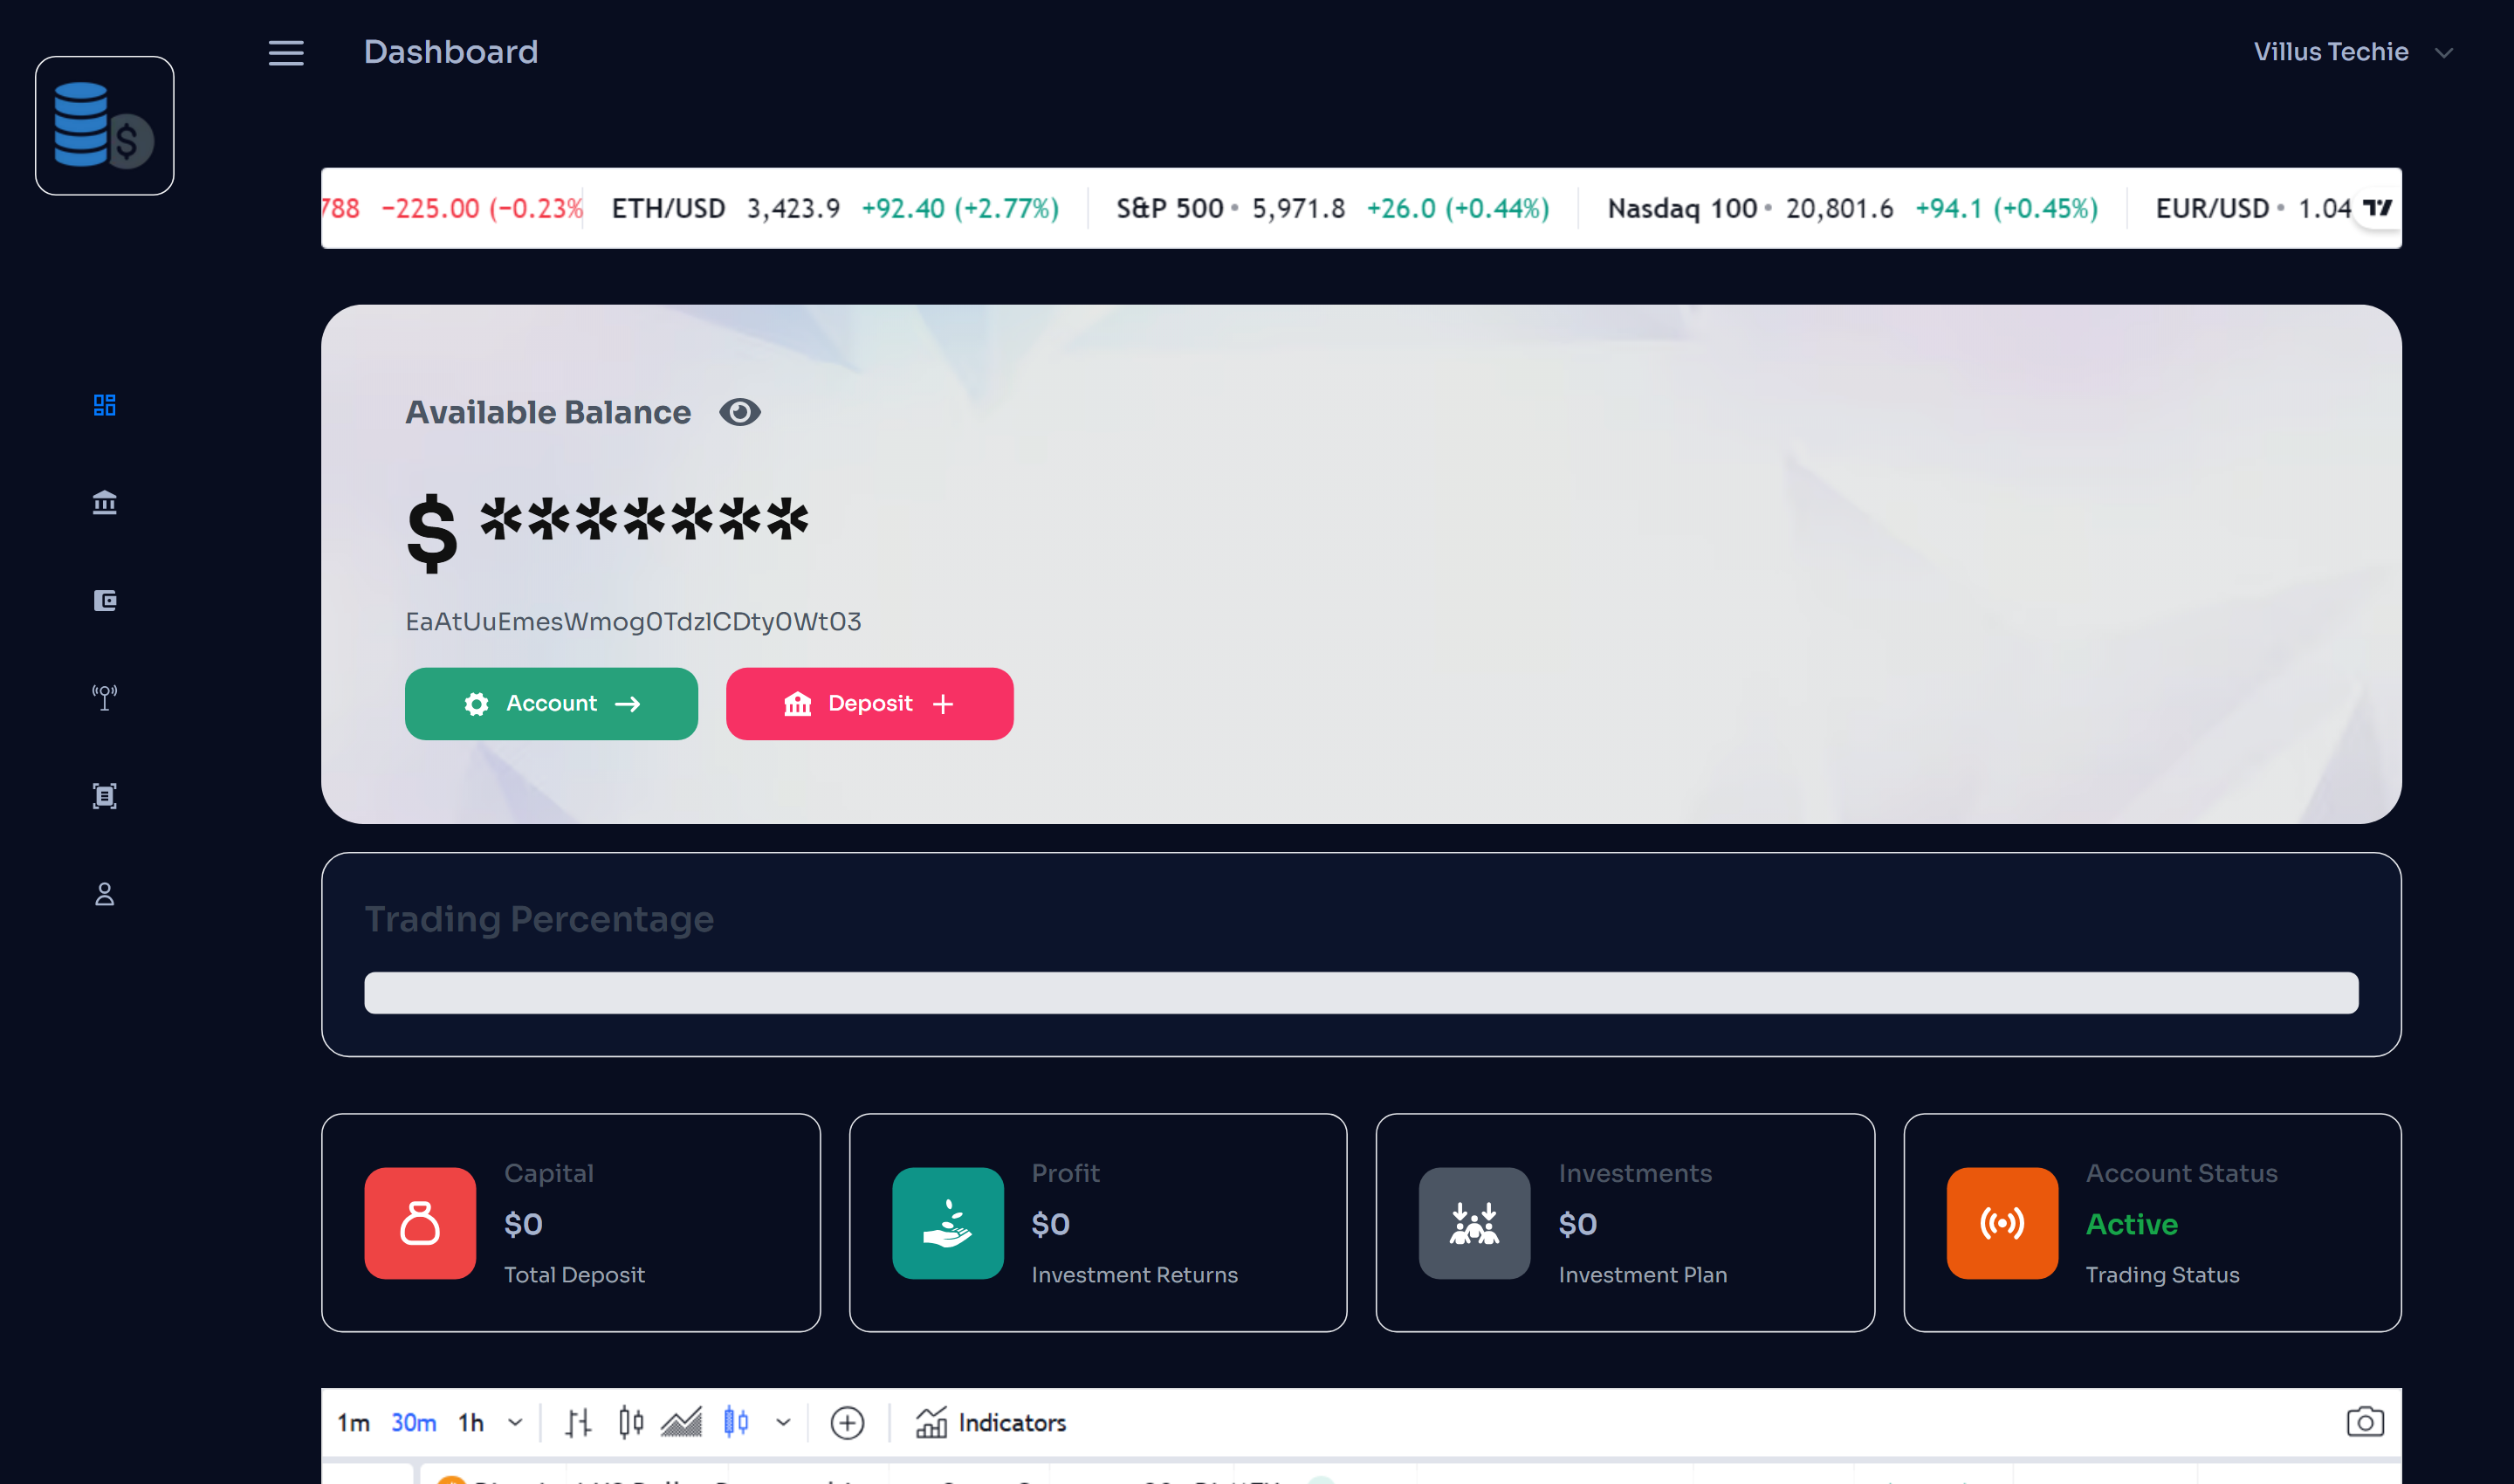 Dashboard
Villus Techie
788 −225.00 (−0.23% ETH/USD 3,423.9 +92.40 (+2.77%) S&P 500 • 5,971.8 +26.0 (+0.44%) Nasdaq 100 • 20,801.6 +94.1 (+0.45%) EUR/USD • 1.04
Available Balance
$ *******
EaAtUuEmesWmog0TdzlCDty0Wt03
Account
Deposit
Trading Percentage
Capital
$0
Total Deposit
Profit
$0
Investment Returns
Investments
$0
Investment Plan
Account Status
Active
Trading Status
1m 30m 1h Indicators